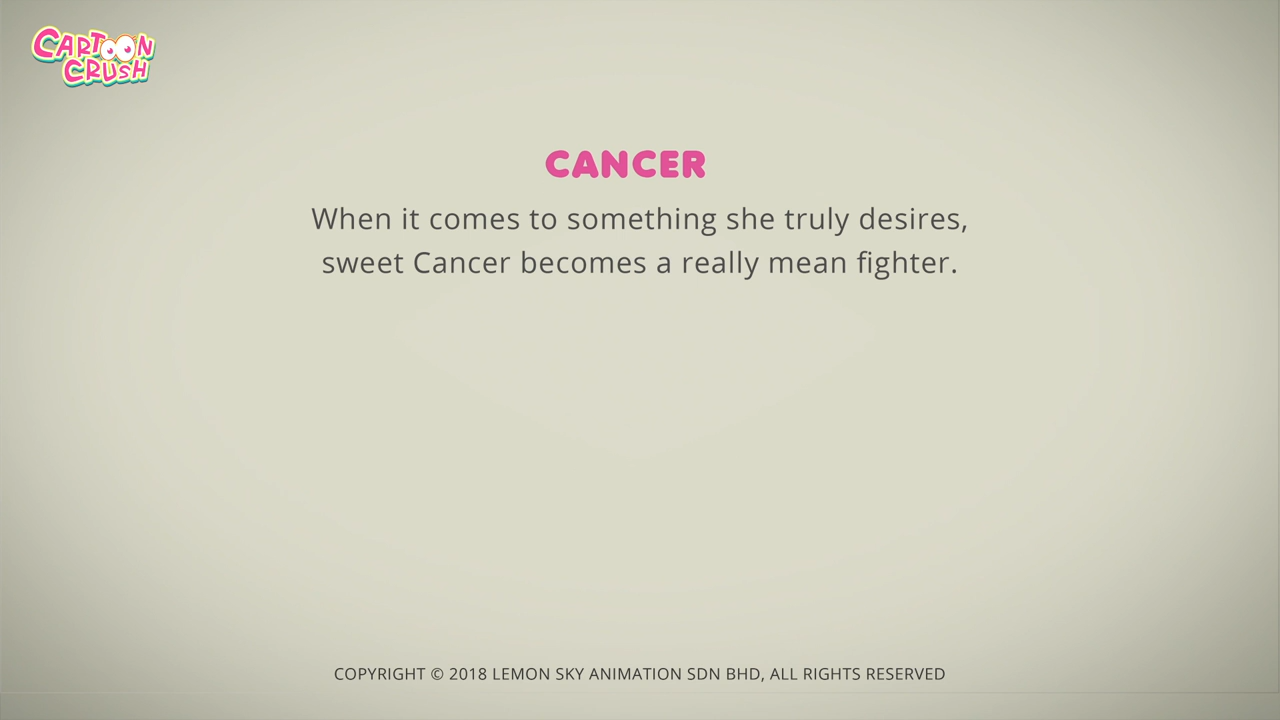 CARTOON
CRUSH
CANCER
When it comes to something she truly desires,
sweet Cancer becomes a really mean fighter.
COPYRIGHT © 2018 LEMON SKY ANIMATION SDN BHD, ALL RIGHTS RESERVED